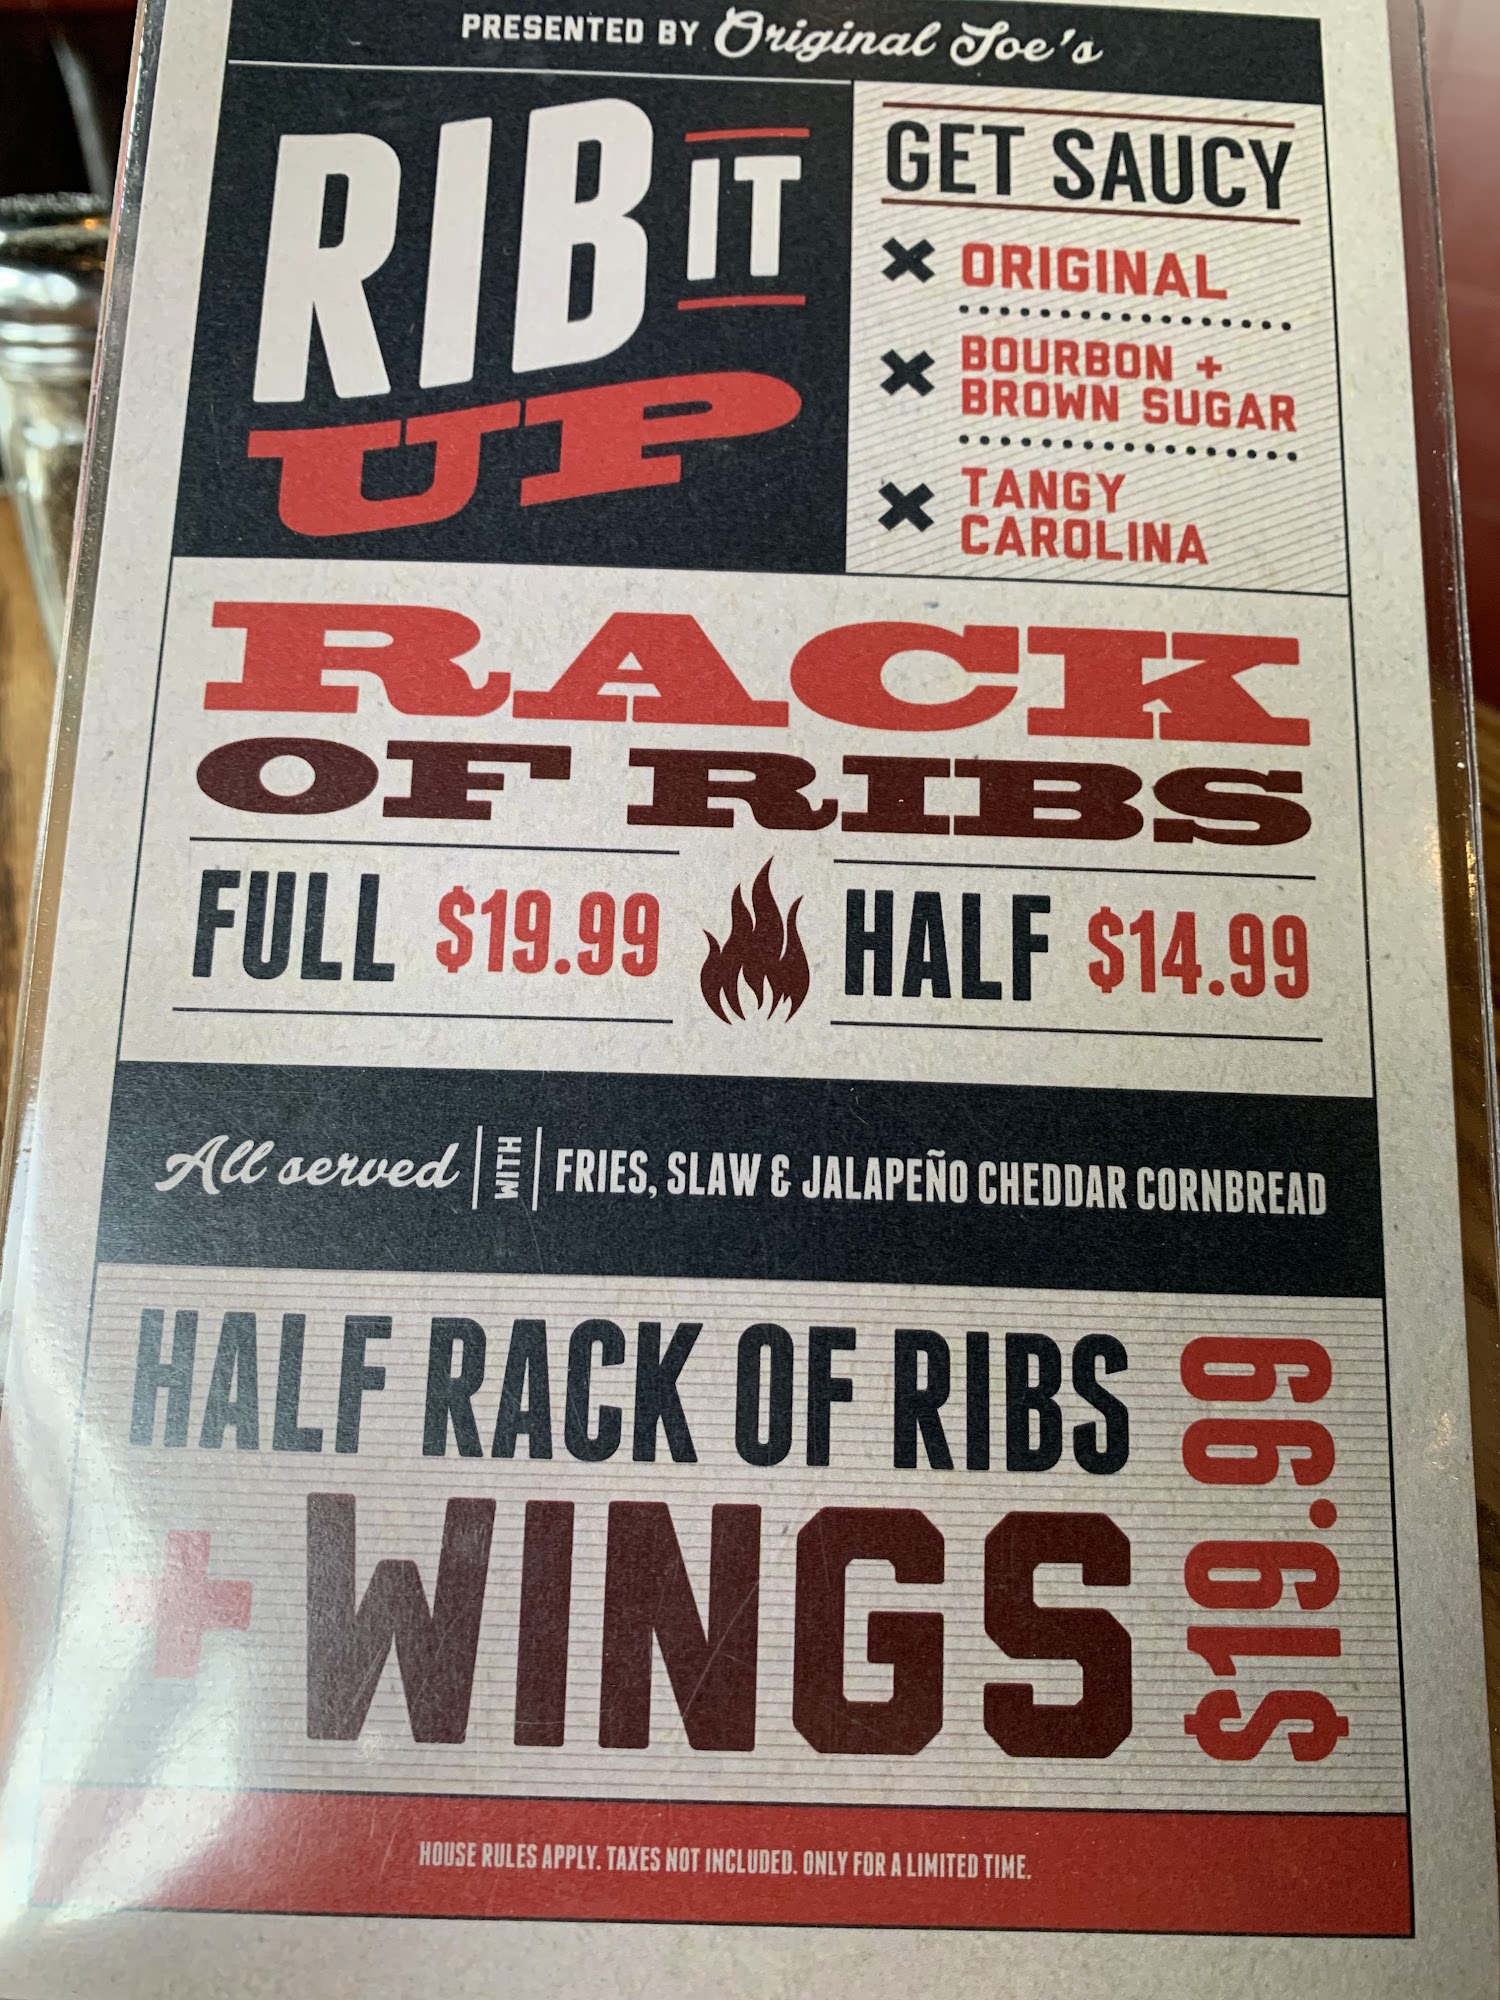 PRESENTED BY Original Joe's
RIB IT
UP
GET SAUCY
ORIGINAL
BOURBON +
BROWN SUGAR
TANGY
CAROLINA
RACK
OF RIBS
FULL $19.99
HALF $14.99
All served WITH FRIES, SLAW & JALAPEÑO CHEDDAR CORNBREAD
HALF RACK OF RIBS
+ WINGS
$19.99
HOUSE RULES APPLY. TAXES NOT INCLUDED. ONLY FOR A LIMITED TIME.